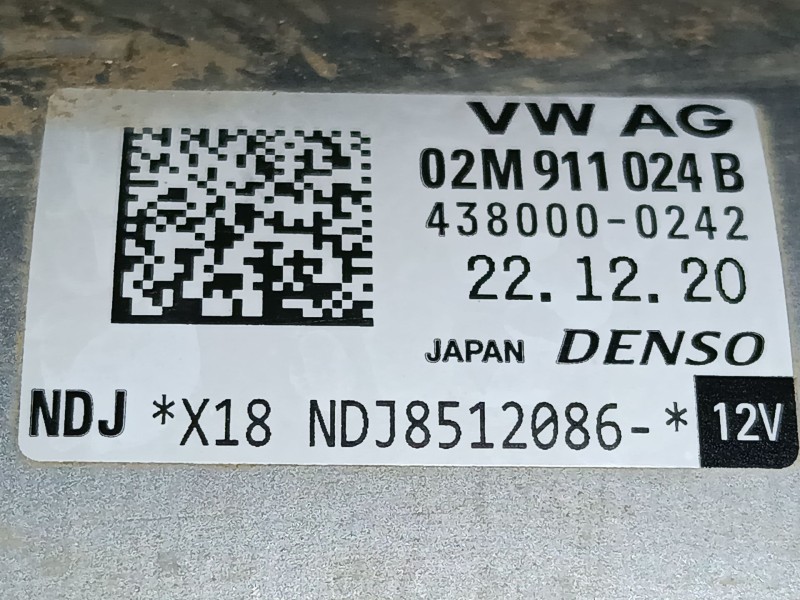 VW AG
02M 911 024 B
438000-0242
22.12.20
JAPAN DENSO
NDJ *X18 NDJ8512086-* 12V